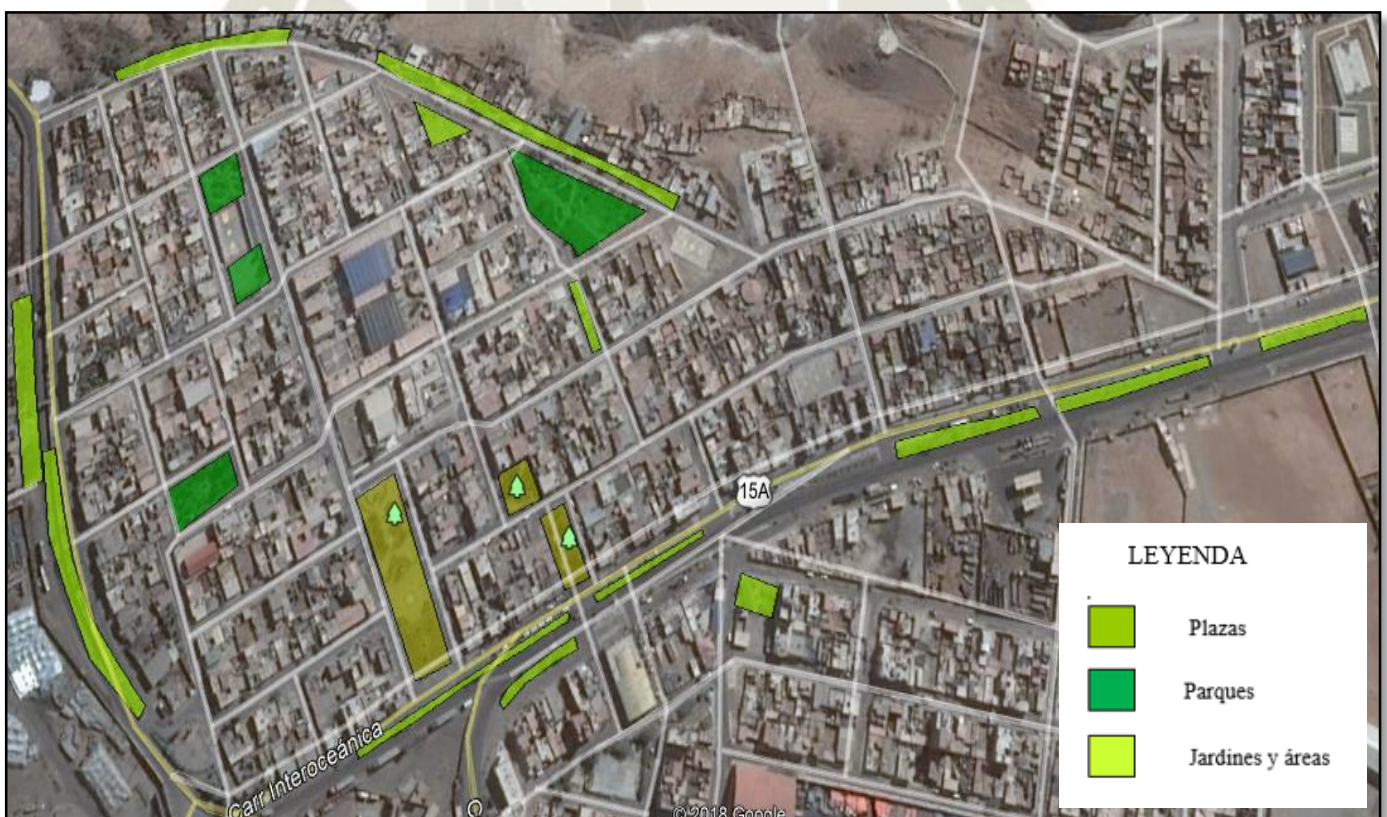 15A
Carr Interoceánica
© 2018 Google
LEYENDA
Plazas
Parques
Jardines y áreas